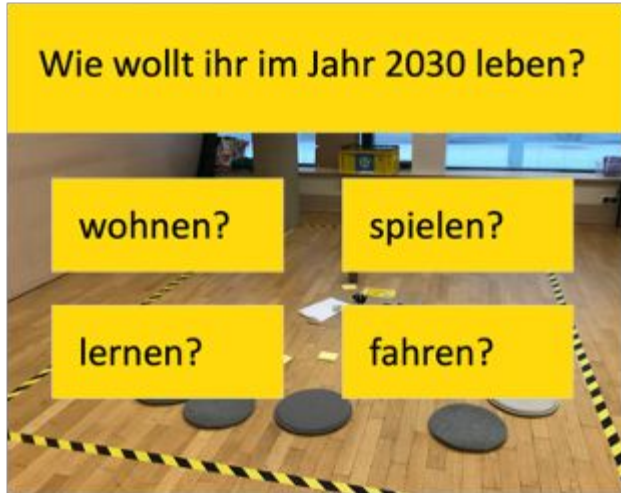 Wie wollt ihr im Jahr 2030 leben?
wohnen?
spielen?
lernen?
fahren?